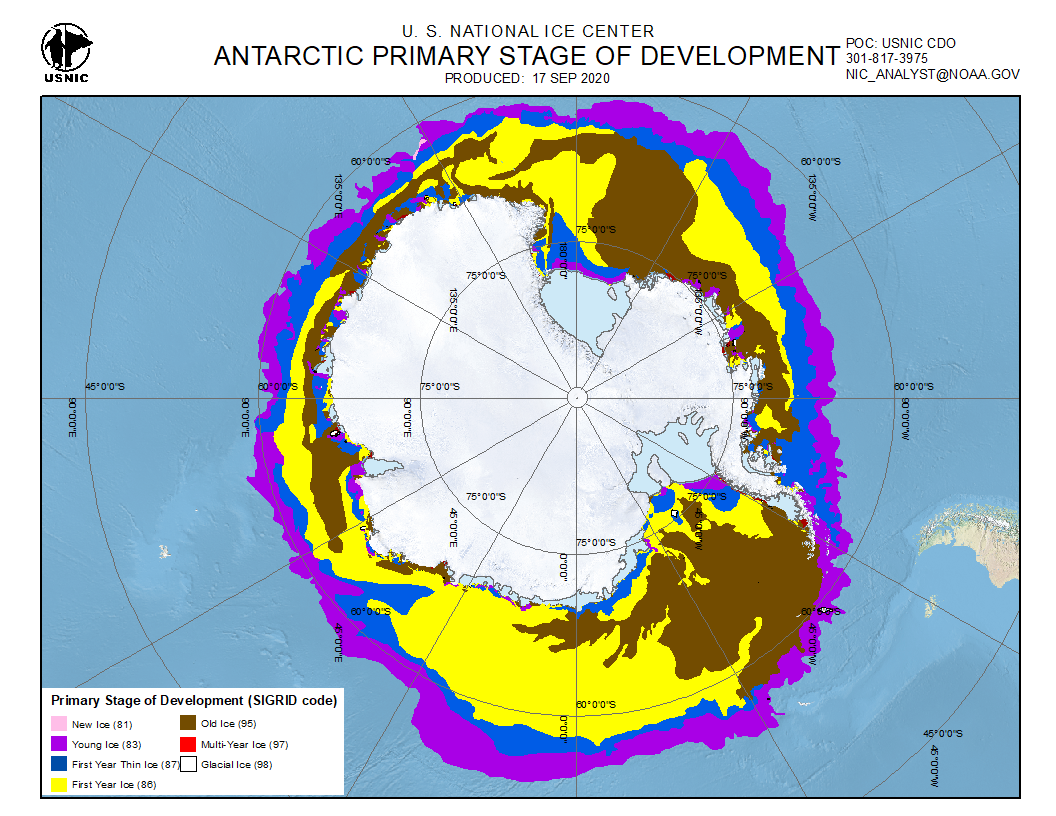 U. S. NATIONAL ICE CENTER
ANTARCTIC PRIMARY STAGE OF DEVELOPMENT
PRODUCED: 17 SEP 2020
POC: USNIC CDO
301-817-3975
NIC_ANALYST@NOAA.GOV
USNIC
60°0'0"S
60°0'0"S
135°0'0"E
135°0'0"W
75°0'0"S
180°0'0"
75°0'0"S
75°0'0"S
135°0'0"E
135°0'0"W
45°0'0"S
60°0'0"S
75°0'0"S
75°0'0"S
60°0'0"S
90°0'0"E
90°0'0"E
90°0'0"E
90°0'0"W
90°0'0"W
75°0'0"S
75°0'0"S
45°0'0"E
45°0'0"W
75°0'0"S
0°0'0"
60°0'0"S
60°0'0"S
45°0'0"E
45°0'0"W
60°0'0"S
0°0'0"
45°0'0"S
45°0'0"W
Primary Stage of Development (SIGRID code)
New Ice (81)
Young Ice (83)
First Year Thin Ice (87)
First Year Ice (86)
Old Ice (95)
Multi-Year Ice (97)
Glacial Ice (98)